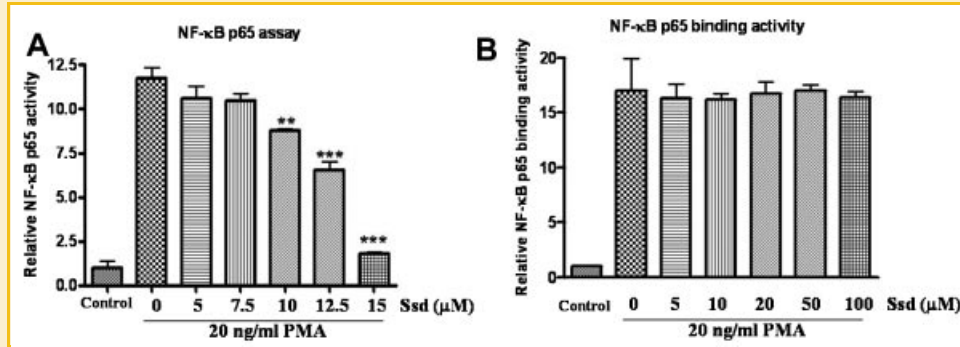 A
NF-κB p65 assay
Relative NF-κB p65 activity
12.5
10.0
7.5
5.0
2.5
0.0
**
***
***
Control 0 5 7.5 10 12.5 15 Ssd (μM)
20 ng/ml PMA
B
NF-κB p65 binding activity
Relative NF-κB p65 binding activity
20
15
10
5
0
Control 0 5 10 20 50 100 Ssd (μM)
20 ng/ml PMA